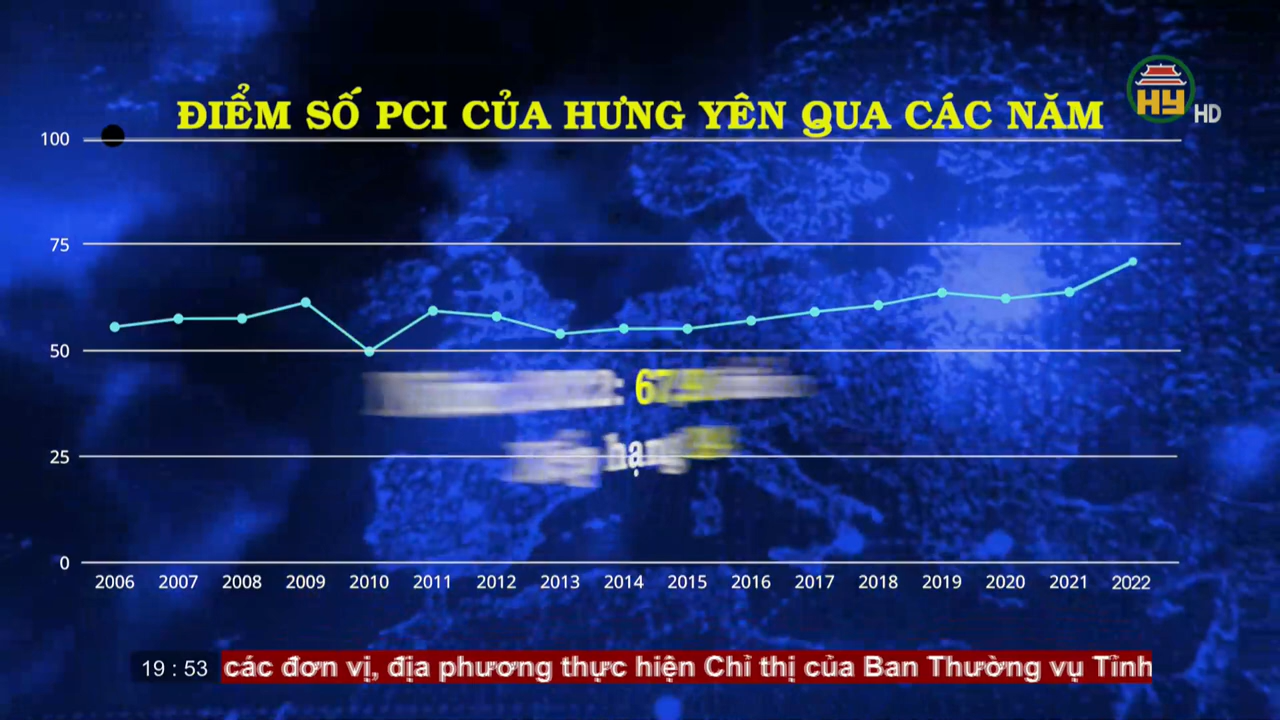 ĐIỂM SỐ PCI CỦA HƯNG YÊN QUA CÁC NĂM
HY HD
100
75
50
67
hạng
25
0
2006 2007 2008 2009 2010 2011 2012 2013 2014 2015 2016 2017 2018 2019 2020 2021 2022
19 : 53 các đơn vị, địa phương thực hiện Chỉ thị của Ban Thường vụ Tỉnh